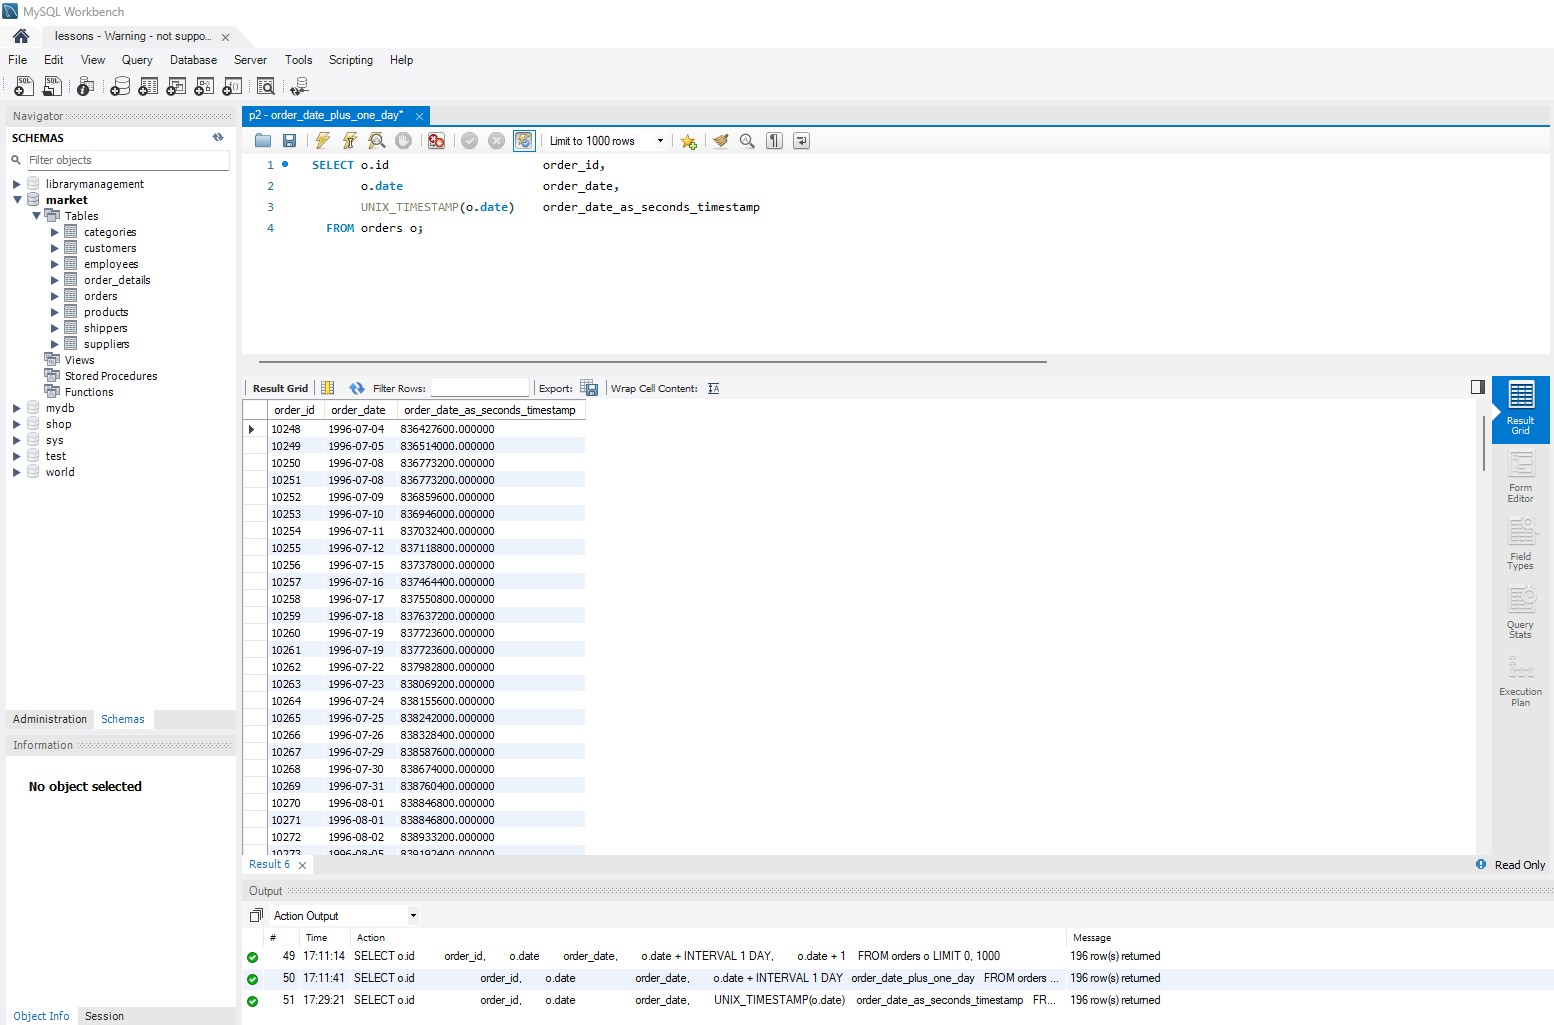 MySQL Workbench
lessons - Warning - not suppo...
File Edit View Query Database Server Tools Scripting Help
Navigator
SCHEMAS
Filter objects
librarymanagement
market
Tables
categories
customers
employees
order_details
orders
products
shippers
suppliers
Views
Stored Procedures
Functions
mydb
shop
sys
test
world
Administration Schemas
Information
No object selected
Object Info Session
p2 - order_date_plus_one_day*
Limit to 1000 rows
1 SELECT o.id order_id,
2 o.date order_date,
3 UNIX_TIMESTAMP(o.date) order_date_as_seconds_timestamp
4 FROM orders o;
Result Grid Filter Rows: Export: Wrap Cell Content:
order_id order_date order_date_as_seconds_timestamp
10248 1996-07-04 836427600.000000
10249 1996-07-05 836514000.000000
10250 1996-07-08 836773200.000000
10251 1996-07-08 836773200.000000
10252 1996-07-09 836859600.000000
10253 1996-07-10 836946000.000000
10254 1996-07-11 837032400.000000
10255 1996-07-12 837118800.000000
10256 1996-07-15 837378000.000000
10257 1996-07-16 837464400.000000
10258 1996-07-17 837550800.000000
10259 1996-07-18 837637200.000000
10260 1996-07-19 837723600.000000
10261 1996-07-19 837723600.000000
10262 1996-07-22 837982800.000000
10263 1996-07-23 838069200.000000
10264 1996-07-24 838155600.000000
10265 1996-07-25 838242000.000000
10266 1996-07-26 838328400.000000
10267 1996-07-29 838587600.000000
10268 1996-07-30 838674000.000000
10269 1996-07-31 838760400.000000
10270 1996-08-01 838846800.000000
10271 1996-08-01 838846800.000000
10272 1996-08-02 838933200.000000
10273 1996-08-05 839192400.000000
Result Grid
Form Editor
Field Types
Query Stats
Execution Plan
Result 6
Read Only
Output
Action Output
# Time Action Message
49 17:11:14 SELECT o.id order_id, o.date order_date, o.date + INTERVAL 1 DAY, o.date + 1 FROM orders o LIMIT 0, 1000 196 row(s) returned
50 17:11:41 SELECT o.id order_id, o.date order_date, o.date + INTERVAL 1 DAY order_date_plus_one_day FROM orders ... 196 row(s) returned
51 17:29:21 SELECT o.id order_id, o.date order_date, UNIX_TIMESTAMP(o.date) order_date_as_seconds_timestamp FR... 196 row(s) returned